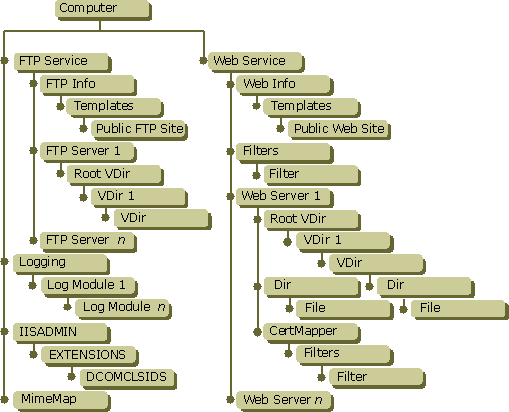 Computer
FTP Service
FTP Info
Templates
Public FTP Site
FTP Server 1
Root VDir
VDir 1
VDir
FTP Server n
Logging
Log Module 1
Log Module n
IISADMIN
EXTENSIONS
DCOMCLSIDS
MimeMap
Web Service
Web Info
Templates
Public Web Site
Filters
Filter
Web Server 1
Root VDir
VDir 1
VDir
Dir
File
Dir
File
CertMapper
Filters
Filter
Web Server n